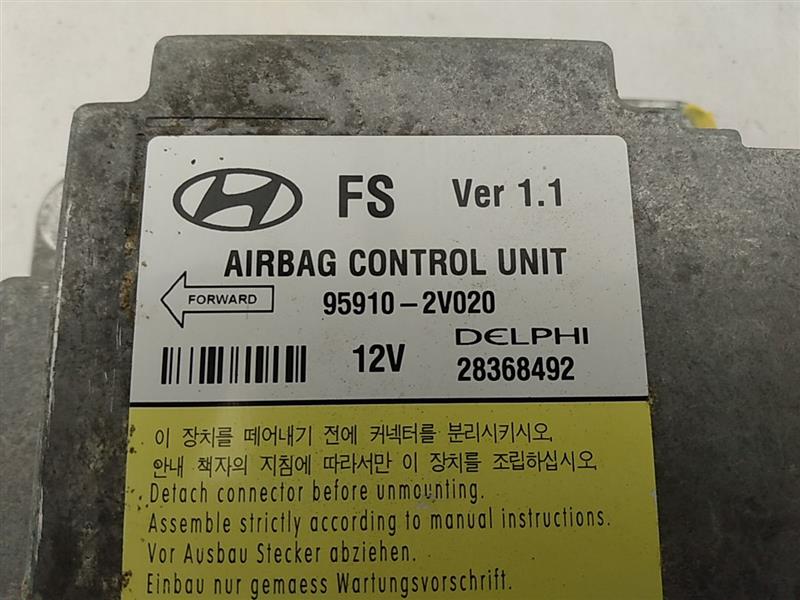 FS Ver 1.1
AIRBAG CONTROL UNIT
FORWARD 95910-2V020
12V DELPHI
28368492
이 장치를 떼어내기 전에 커넥터를 분리시키시오.
안내 책자의 지침에 따라서만 이 장치를 조립하십시오.
Detach connector before unmounting.
Assemble strictly according to manual instructions.
Vor Ausbau Stecker abziehen.
Einbau nur gemaess Wartungsvorschrift.